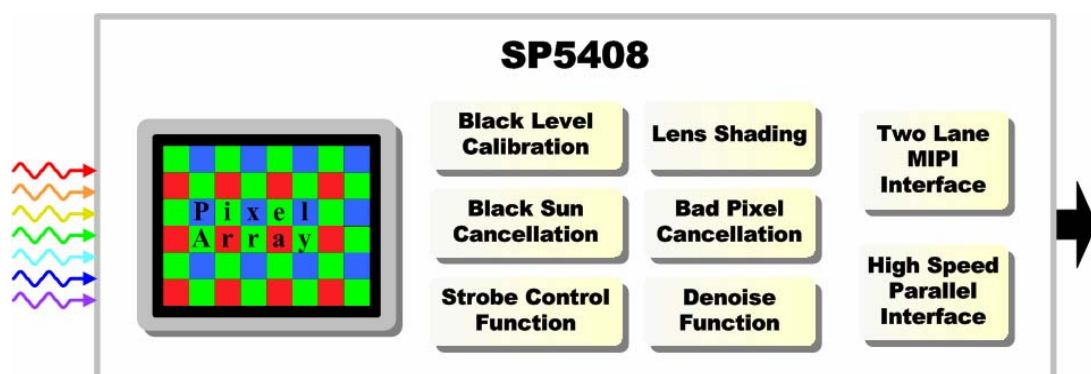 SP5408
Pixel
Array
Black Level
Calibration
Lens Shading
Black Sun
Cancellation
Bad Pixel
Cancellation
Strobe Control
Function
Denoise
Function
Two Lane
MIPI
Interface
High Speed
Parallel
Interface